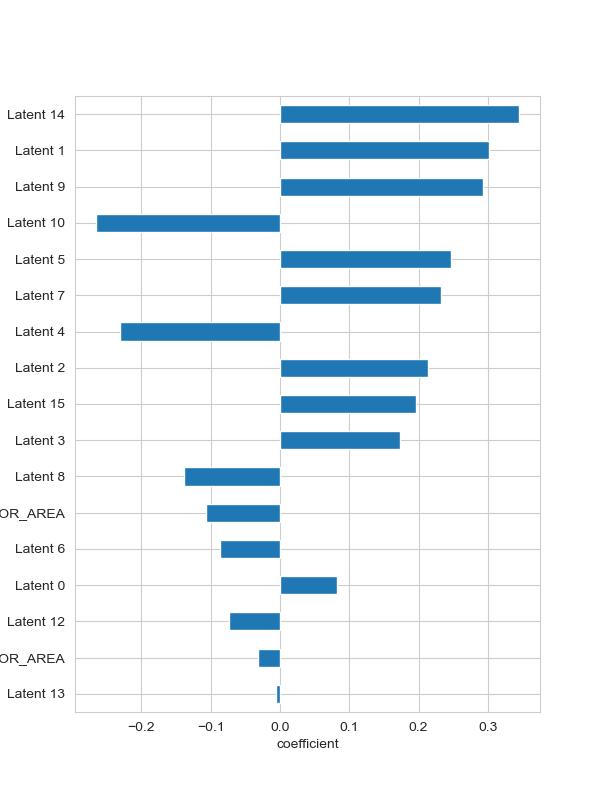 Latent 14
Latent 1
Latent 9
Latent 10
Latent 5
Latent 7
Latent 4
Latent 2
Latent 15
Latent 3
Latent 8
OR_AREA
Latent 6
Latent 0
Latent 12
OR_AREA
Latent 13
−0.2 −0.1 0.0 0.1 0.2 0.3
coefficient